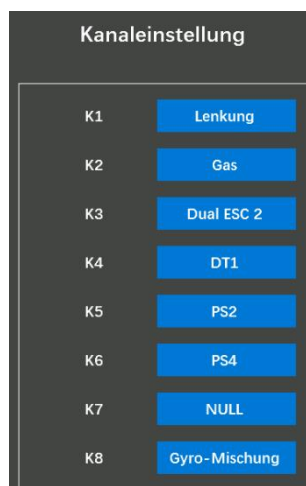 Kanaleinstellung
K1 Lenkung
K2 Gas
K3 Dual ESC 2
K4 DT1
K5 PS2
K6 PS4
K7 NULL
K8 Gyro-Mischung